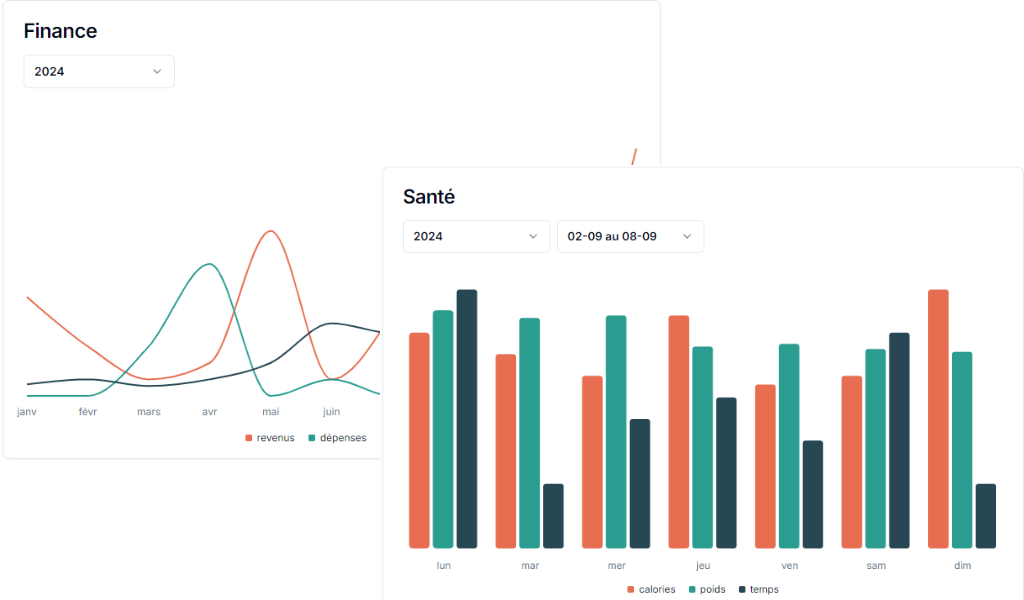 Finance
2024
janv févr mars avr mai juin
revenus dépenses
Santé
2024 02-09 au 08-09
lun mar mer jeu ven sam dim
calories poids temps